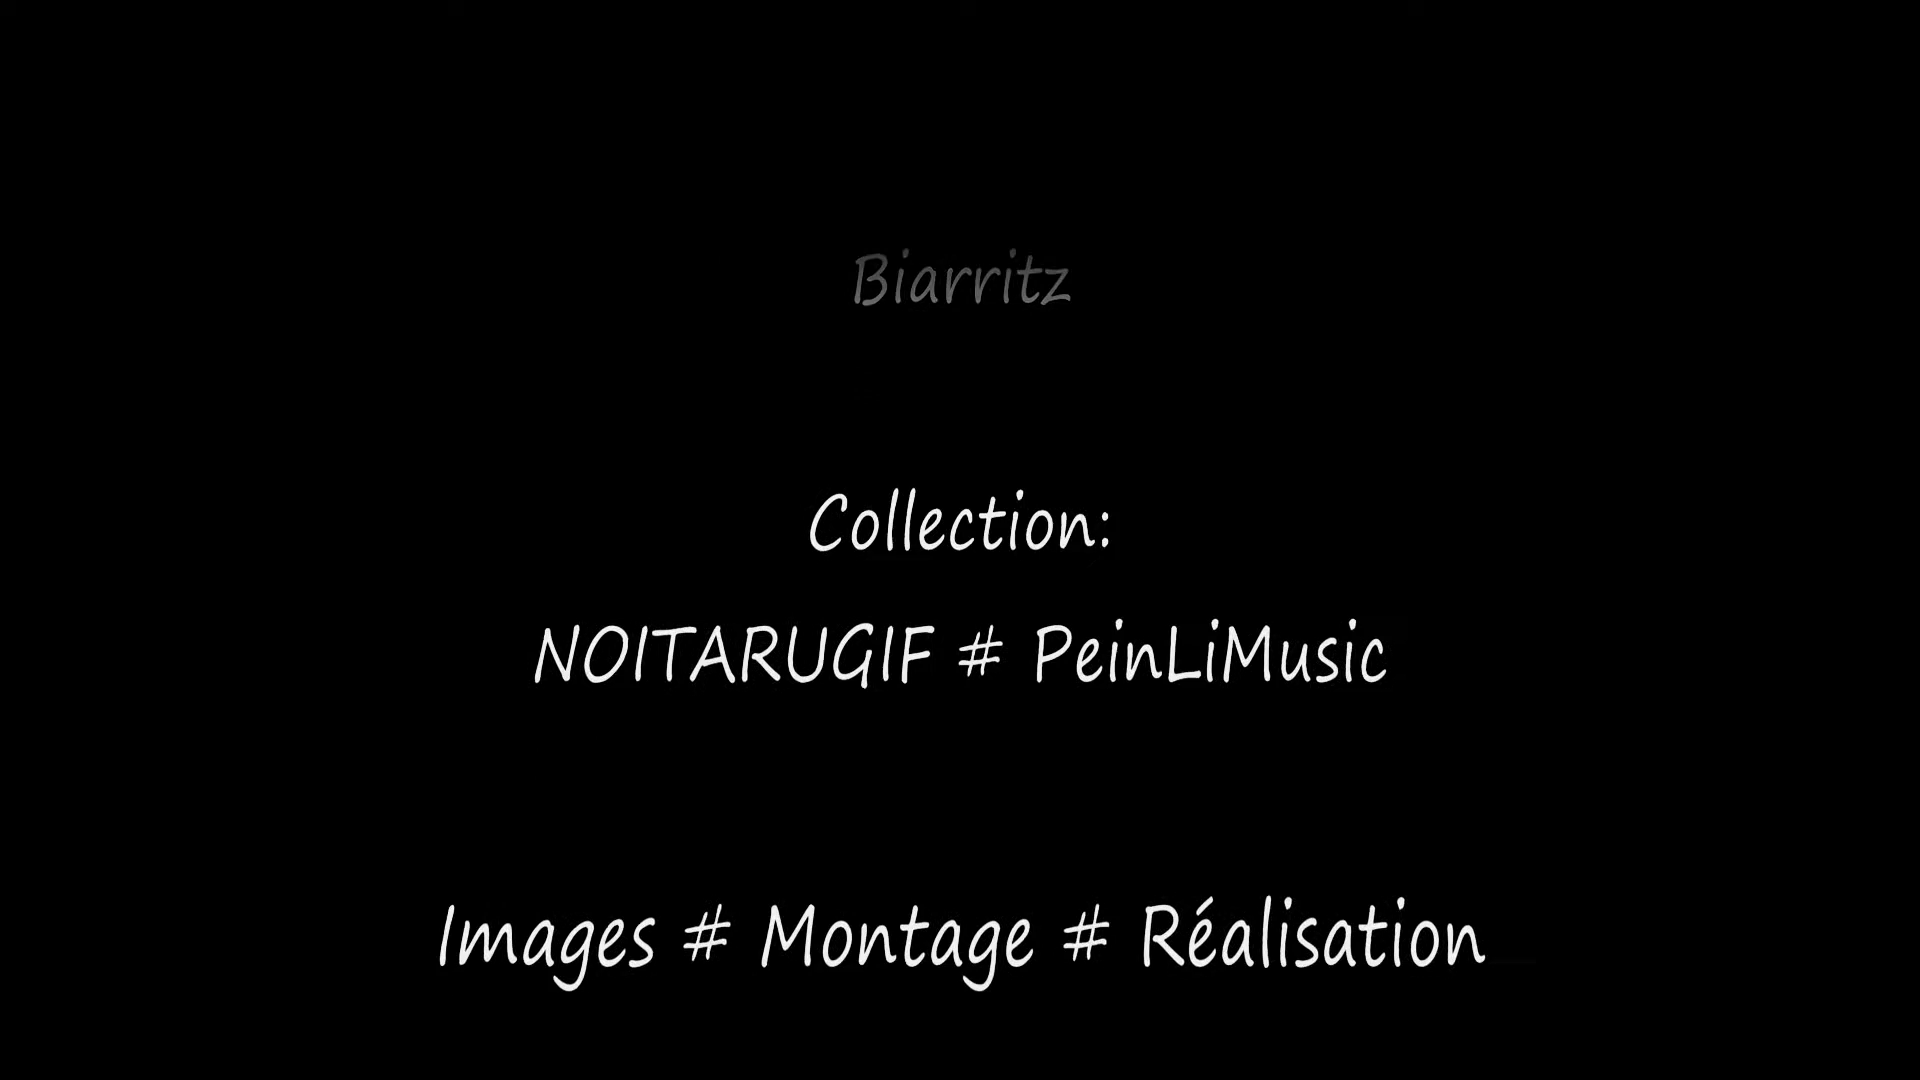 Biarritz
Collection:
NOITARUGIF # PeinLiMusic
Images # Montage # Réalisation